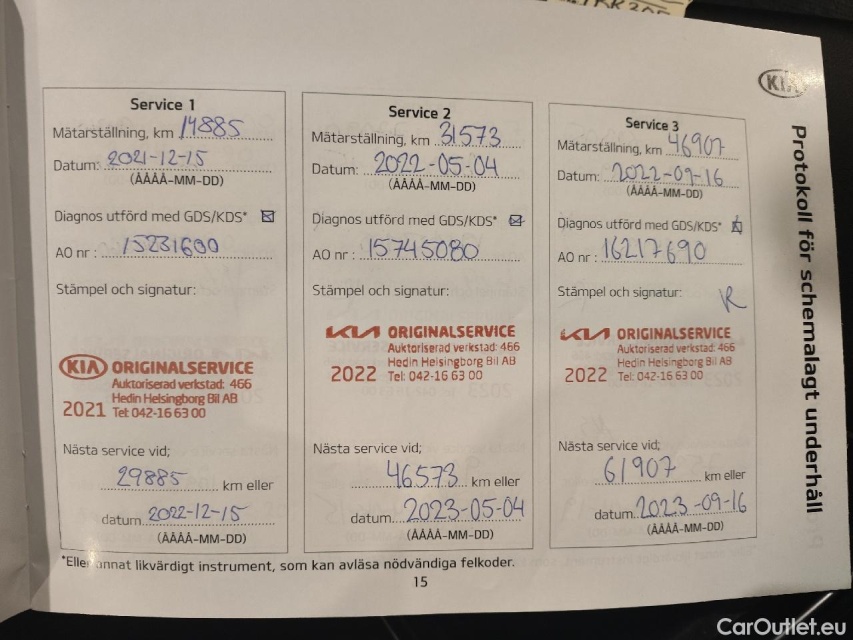 Service 1
Mätarställning, km 14885
Datum: 2021-12-15
(ÅÅÅÅ-MM-DD)
Diagnos utförd med GDS/KDS*
AO nr : 15231690
Stämpel och signatur:
KIA ORIGINALSERVICE
Auktoriserad verkstad: 466
Hedin Helsingborg Bil AB
2021 Tel: 042-16 63 00
Nästa service vid;
29885 km eller
datum 2022-12-15
(ÅÅÅÅ-MM-DD)
Service 2
Mätarställning, km 31573
Datum: 2022-05-04
(ÅÅÅÅ-MM-DD)
Diagnos utförd med GDS/KDS*
AO nr : 15745080
Stämpel och signatur:
KIA ORIGINALSERVICE
Auktoriserad verkstad: 466
Hedin Helsingborg Bil AB
2022 Tel: 042-16 63 00
Nästa service vid;
46573 km eller
datum 2023-05-04
(ÅÅÅÅ-MM-DD)
Service 3
Mätarställning, km 46907
Datum: 2022-09-16
(ÅÅÅÅ-MM-DD)
Diagnos utförd med GDS/KDS*
AO nr : 16217690
Stämpel och signatur:
KIA ORIGINALSERVICE
Auktoriserad verkstad: 466
Hedin Helsingborg Bil AB
2022 Tel: 042-16 63 00
Nästa service vid;
61907 km eller
datum 2023-09-16
(ÅÅÅÅ-MM-DD)
KIA
Protokoll för schemalagt underhåll
*Eller annat likvärdigt instrument, som kan avläsa nödvändiga felkoder.
15
CarOutlet.eu